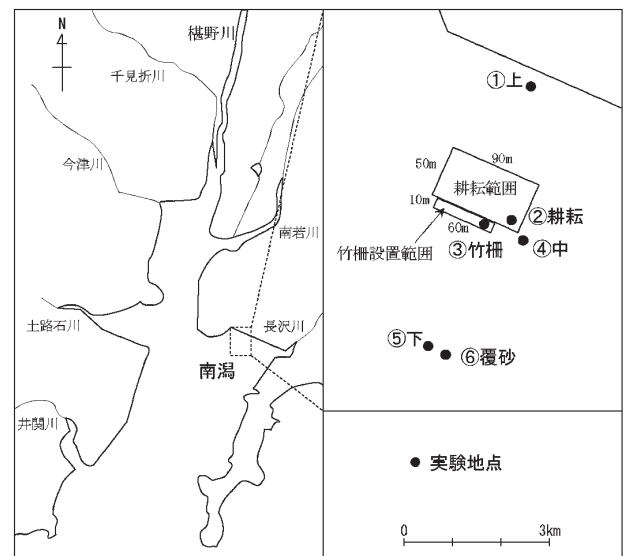 N
椹野川
千見折川
今津川
南若川
土路石川
長沢川
南潟
井関川
①上
50m
90m
耕耘範囲
10m
②耕耘
60m
③竹柵
④中
竹柵設置範囲
⑤下
⑥覆砂
実験地点
0
3km